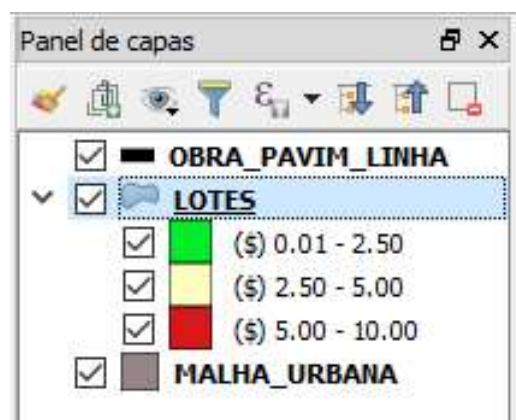 Panel de capas
OBRA_PAVIM_LINHA
LOTES
($) 0.01 - 2.50
($) 2.50 - 5.00
($) 5.00 - 10.00
MALHA_URBANA